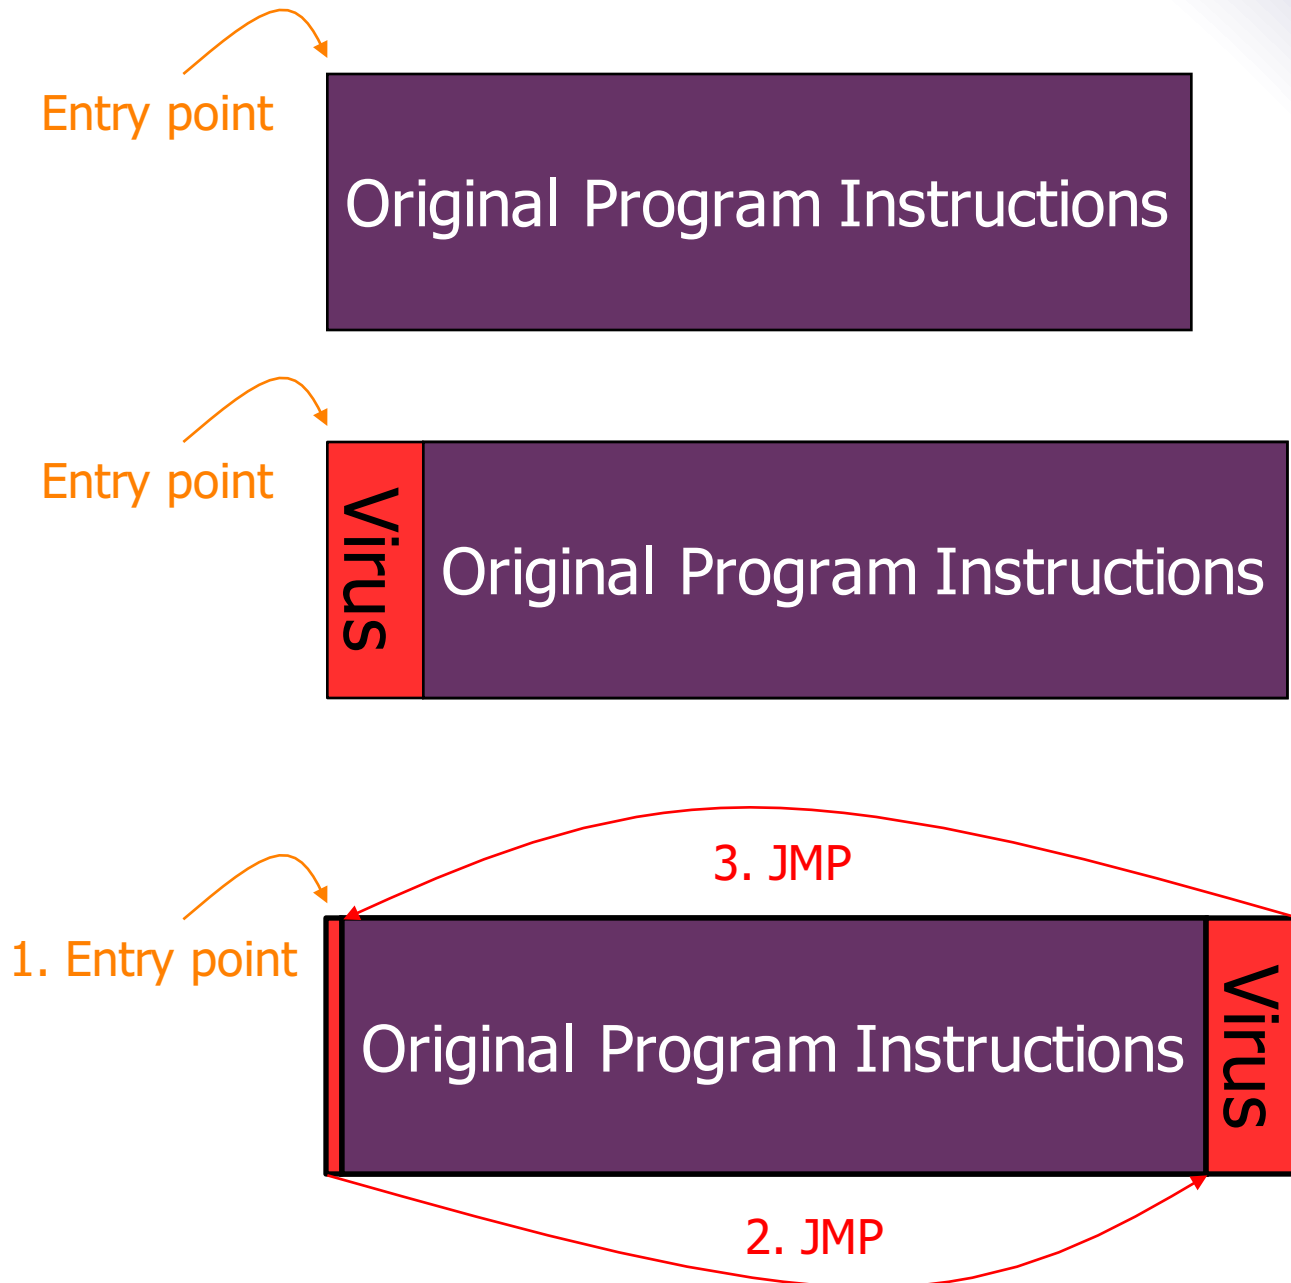 Entry point
Original Program Instructions
Entry point
Virus
Original Program Instructions
3. JMP
1. Entry point
Original Program Instructions
Virus
2. JMP